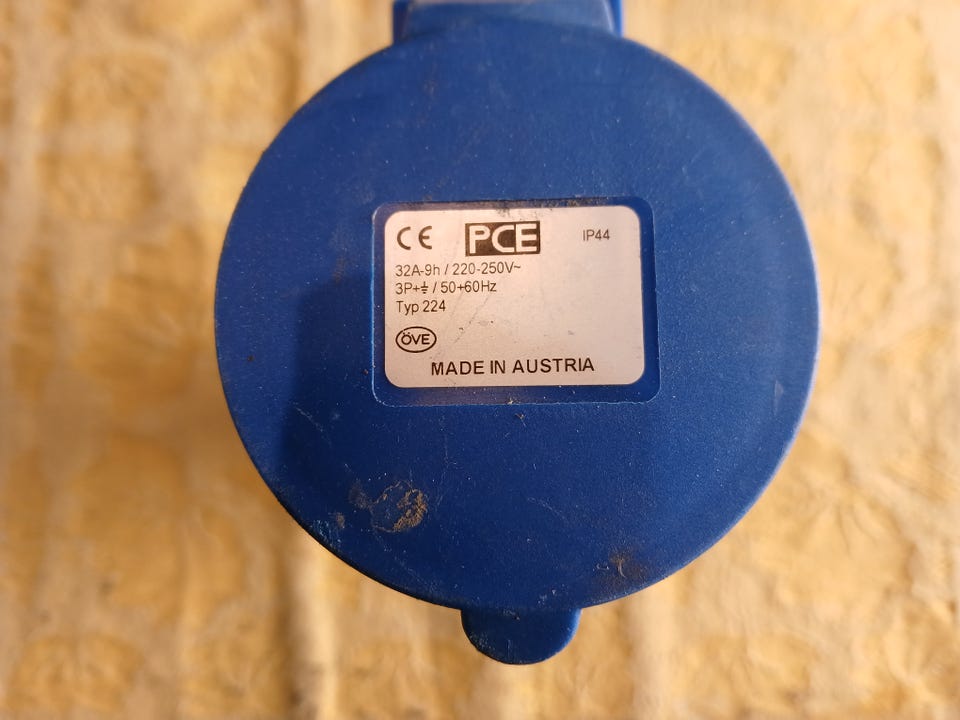 CE PCE IP44
32A-9h / 220-250V~
3P+⏚ / 50+60Hz
Typ 224
ÖVE
MADE IN AUSTRIA